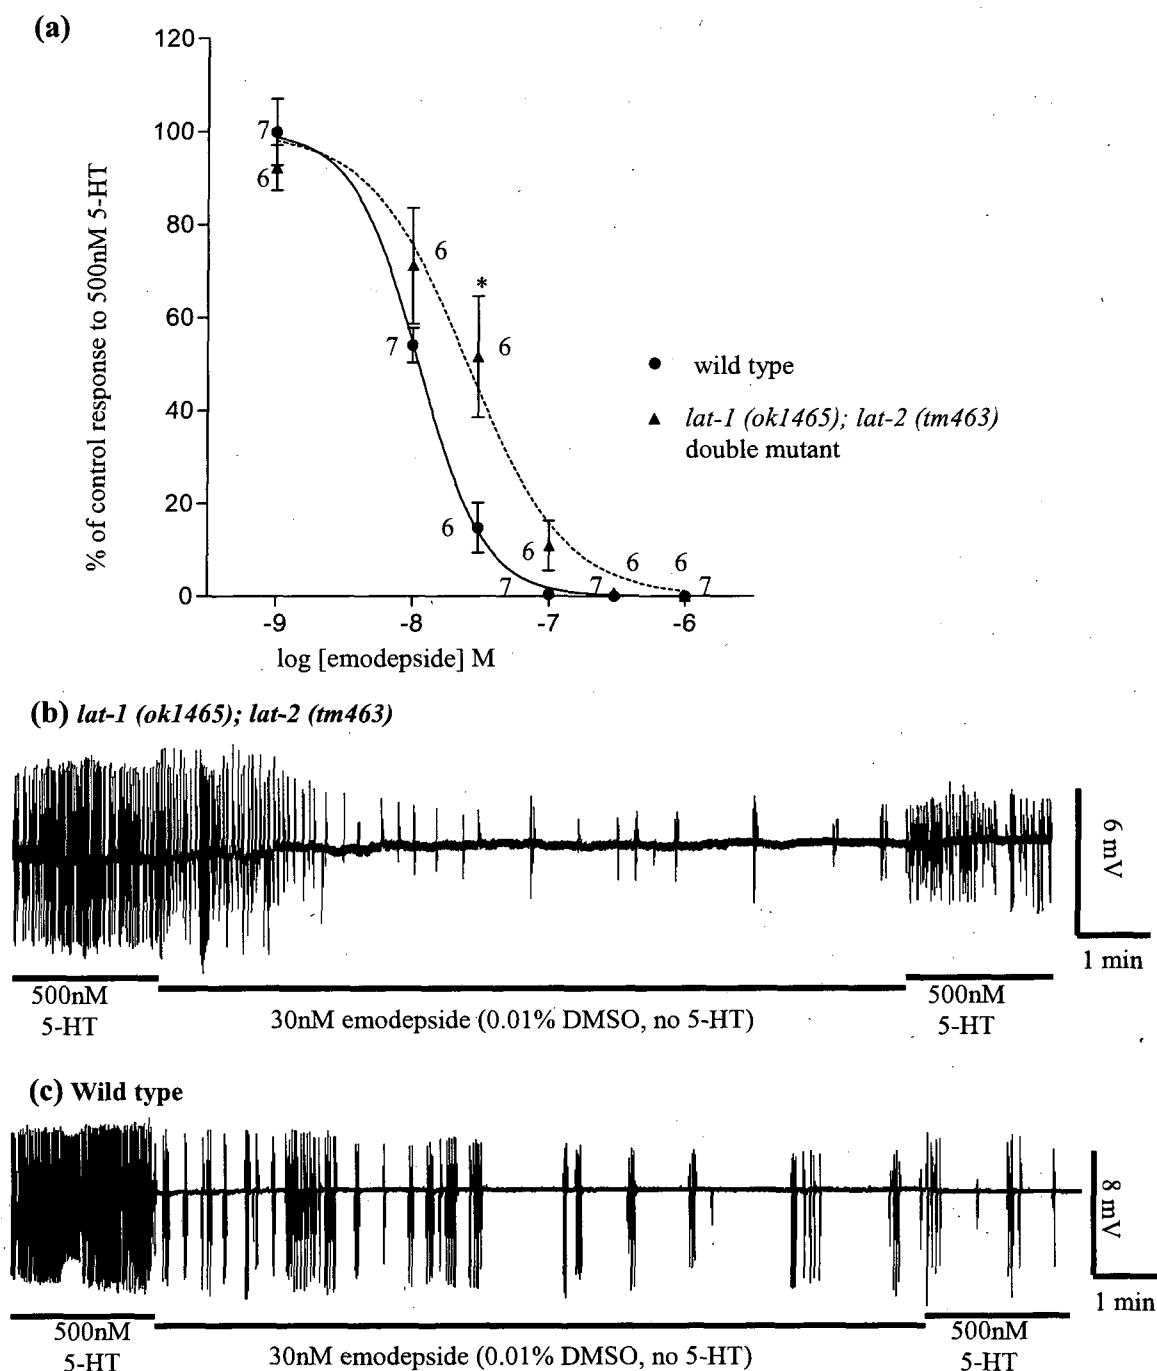 (a)
120
100
80
60
40
20
0
% of control response to 500nM 5-HT
7
6
6
7
*
6
6
6
7
7
6
6
7
wild type
lat-1 (ok1465); lat-2 (tm463)
double mutant
-9 -8 -7 -6
log [emodepside] M
(b) lat-1 (ok1465); lat-2 (tm463)
6 mV
1 min
500nM
5-HT
30nM emodepside (0.01% DMSO, no 5-HT)
500nM
5-HT
(c) Wild type
8 mV
1 min
500nM
5-HT
30nM emodepside (0.01% DMSO, no 5-HT)
500nM
5-HT